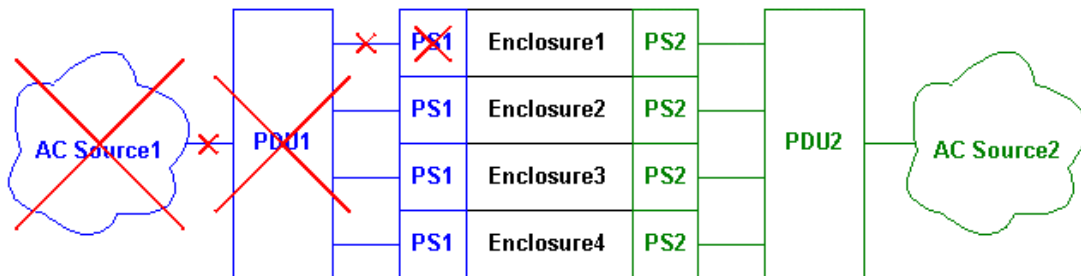 PS1 Enclosure1 PS2
PS1 Enclosure2 PS2
AC Source1 PDU1 PDU2 AC Source2
PS1 Enclosure3 PS2
PS1 Enclosure4 PS2